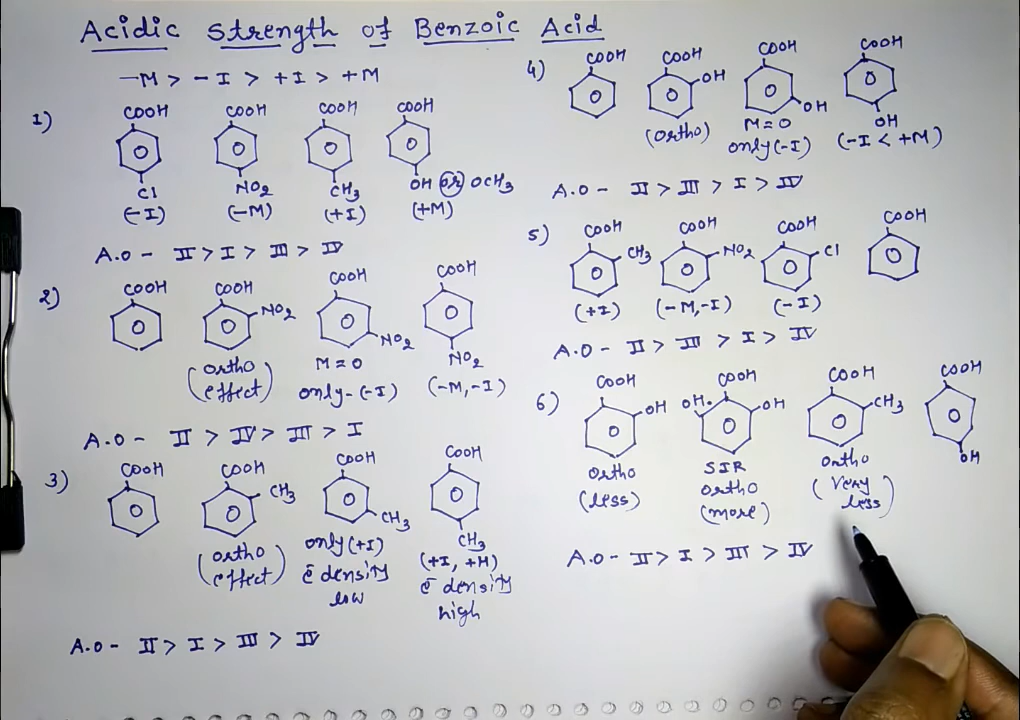 Acidic strength of Benzoic Acid
-M > -I > +I > +M
1)
COOH COOH COOH COOH
Cl NO2 CH3 OH or OCH3
(-I) (-M) (+I) (+M)
A.O - II > I > III > IV
2)
COOH COOH COOH COOH
NO2 NO2 NO2
(ortho effect) M = 0 only-(-I) (-M, -I)
A.O - II > IV > III > I
3)
COOH COOH COOH COOH
CH3 CH3 CH3
(ortho effect) only (+I) (+I, +H)
ē density low ē density high
A.O - II > I > III > IV
4)
COOH COOH COOH COOH
OH OH OH
(ortho) M = 0 only (-I) (-I < +M)
A.O - II > III > I > IV
5)
COOH COOH COOH COOH
CH3 NO2 Cl
(+I) (-M, -I) (-I)
A.O - II > III > I > IV
6)
COOH COOH COOH COOH
OH OH OH CH3 OH
ortho SIR ortho
(less) ortho (very less)
(more)
A.O - II > I > III > IV